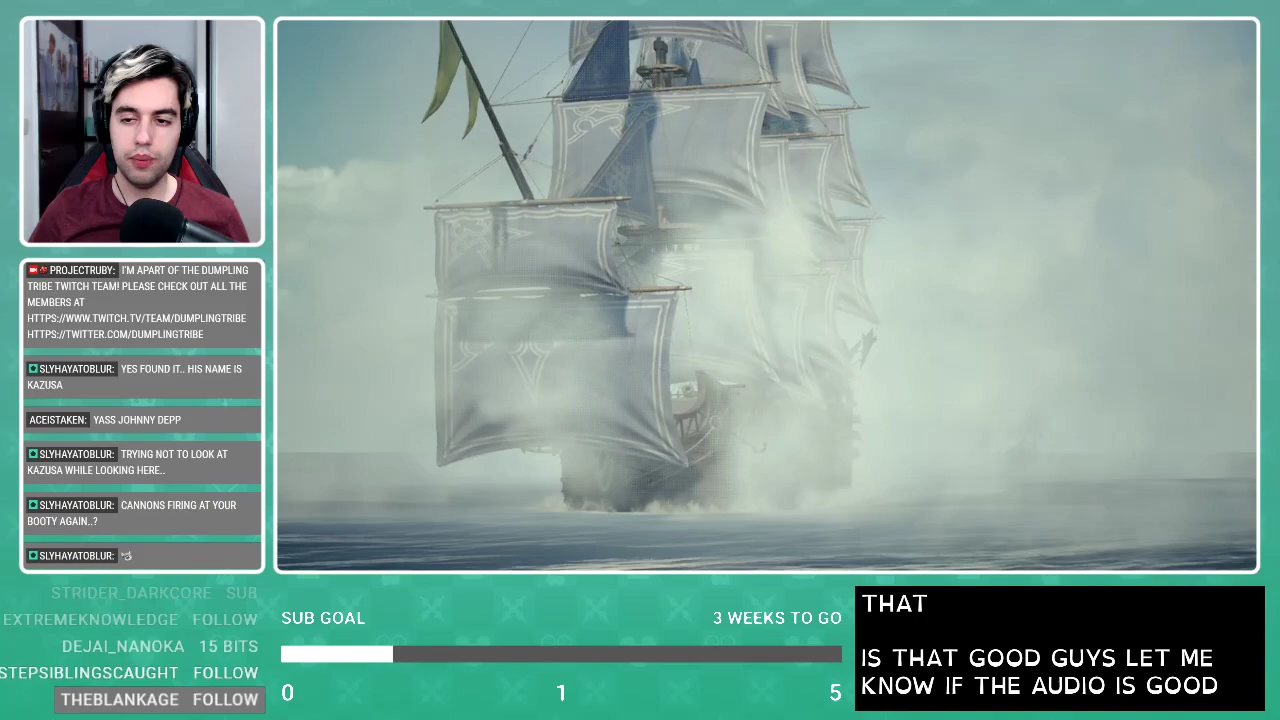 PROJECTRUBY: I'M APART OF THE DUMPLING
TRIBE TWITCH TEAM! PLEASE CHECK OUT ALL THE
MEMBERS AT
HTTPS://WWW.TWITCH.TV/TEAM/DUMPLINGTRIBE
HTTPS://TWITTER.COM/DUMPLINGTRIBE
SLYHAYATOBLUR: YES FOUND IT.. HIS NAME IS
KAZUSA
ACEISTAKEN: YASS JOHNNY DEPP
SLYHAYATOBLUR: TRYING NOT TO LOOK AT
KAZUSA WHILE LOOKING HERE..
SLYHAYATOBLUR: CANNONS FIRING AT YOUR
BOOTY AGAIN..?
SLYHAYATOBLUR:
STRIDER_DARKCORE SUB
EXTREMEKNOWLEDGE FOLLOW
DEJAI_NANOKA 15 BITS
STEPSIBLINGSCAUGHT FOLLOW
THEBLANKAGE FOLLOW
SUB GOAL
3 WEEKS TO GO
0 1 5
THAT
IS THAT GOOD GUYS LET ME
KNOW IF THE AUDIO IS GOOD